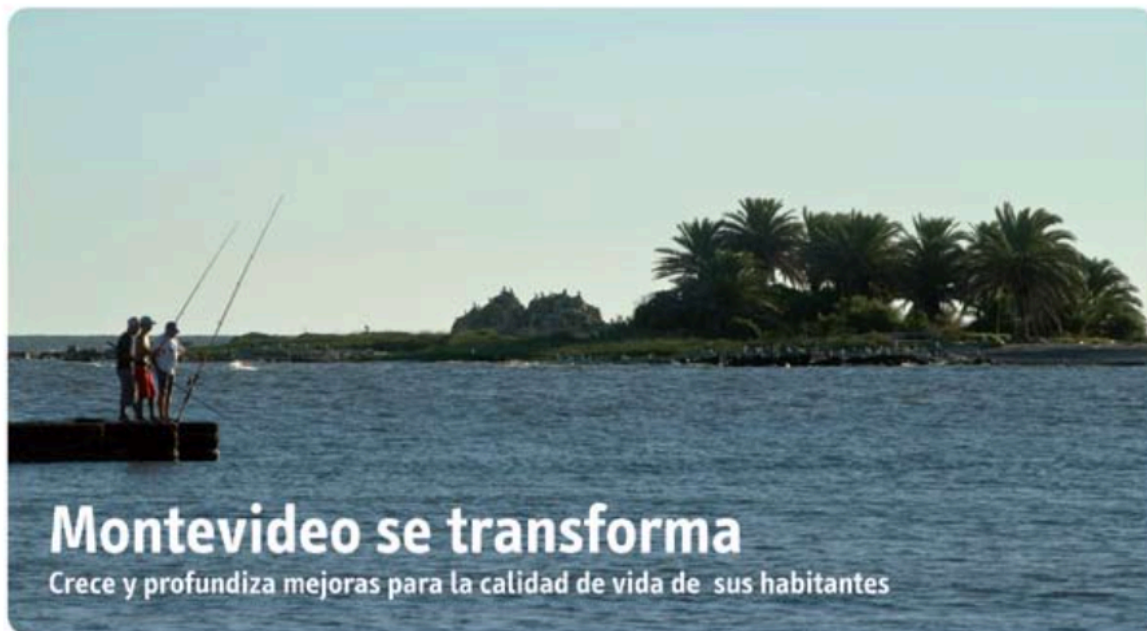 Montevideo se transforma
Crece y profundiza mejoras para la calidad de vida de  sus habitantes